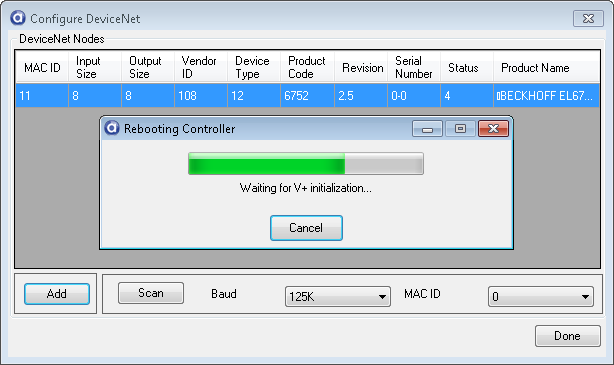 Configure DeviceNet
DeviceNet Nodes
MAC ID Input Size Output Size Vendor ID Device Type Product Code Revision Serial Number Status Product Name
11 8 8 108 12 6752 2.5 0-0 4 ▯BECKHOFF EL67...
Rebooting Controller
Waiting for V+ initialization...
Cancel
Add Scan Baud 125K MAC ID 0
Done